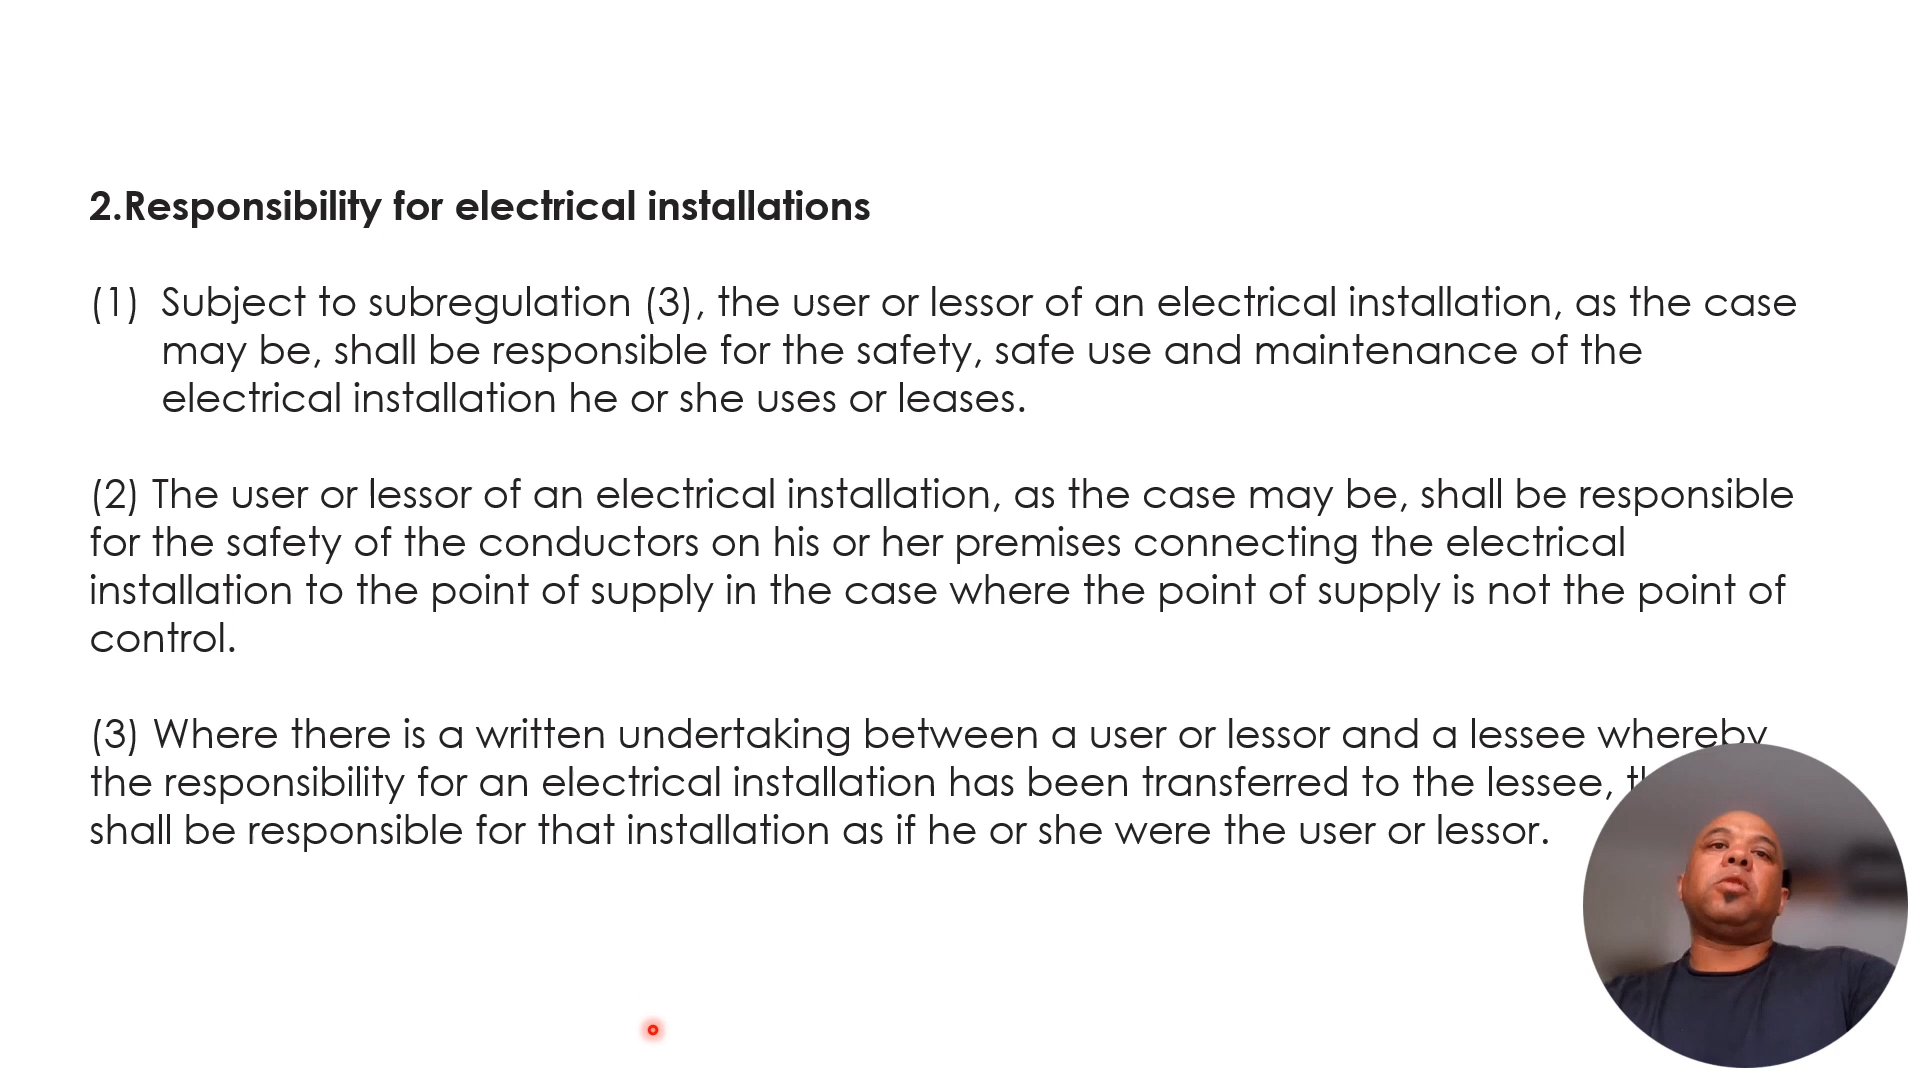 2.Responsibility for electrical installations
(1) Subject to subregulation (3), the user or lessor of an electrical installation, as the case
may be, shall be responsible for the safety, safe use and maintenance of the
electrical installation he or she uses or leases.
(2) The user or lessor of an electrical installation, as the case may be, shall be responsible
for the safety of the conductors on his or her premises connecting the electrical
installation to the point of supply in the case where the point of supply is not the point of
control.
(3) Where there is a written undertaking between a user or lessor and a lessee whereby
the responsibility for an electrical installation has been transferred to the lessee,
shall be responsible for that installation as if he or she were the user or lessor.